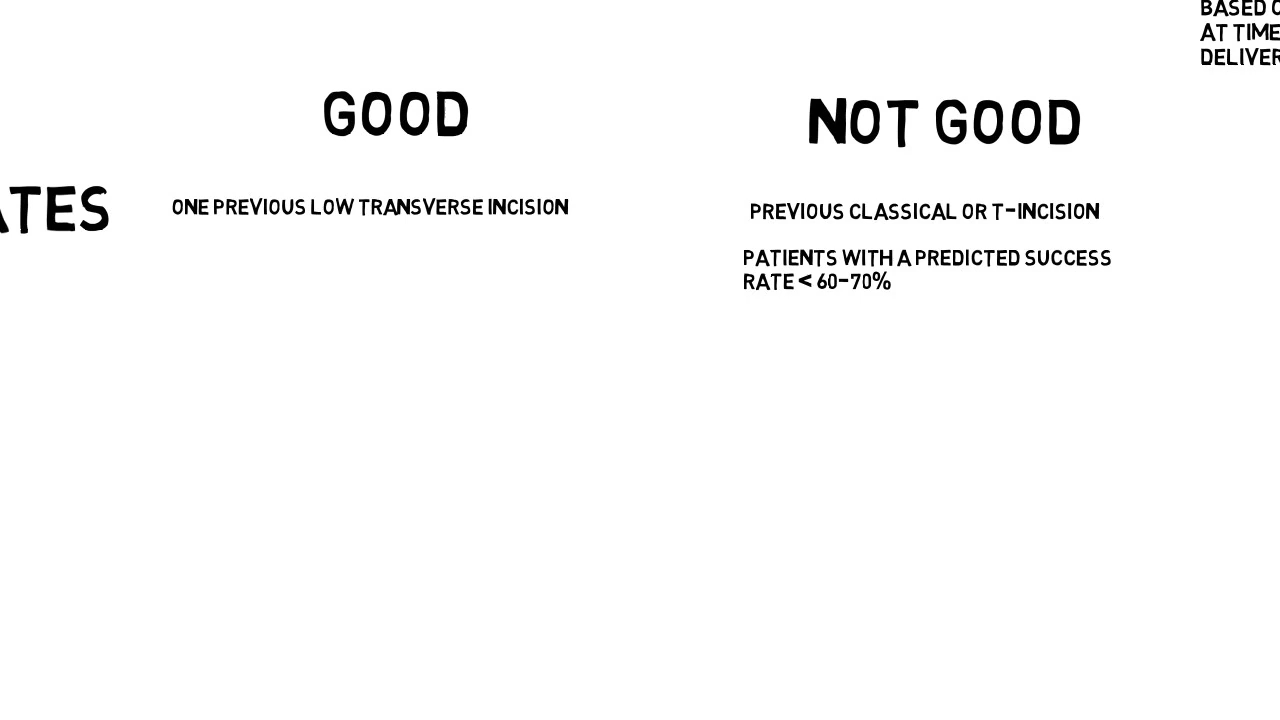 GOOD
NOT GOOD
ONE PREVIOUS LOW TRANSVERSE INCISION
PREVIOUS CLASSICAL OR T-INCISION
PATIENTS WITH A PREDICTED SUCCESS
RATE < 60-70%
BASED
AT TIME